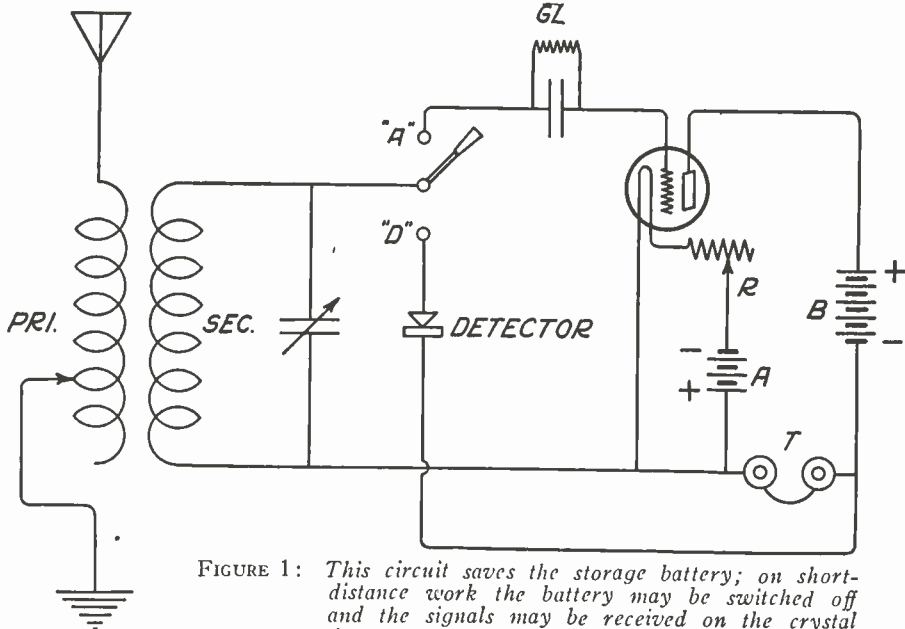 GL
"A"
"D"
PRI.
SEC.
DETECTOR
R
A
B
T
+
-
-
+
FIGURE 1: This circuit saves the storage battery; on short-
distance work the battery may be switched off
and the signals may be received on the crystal